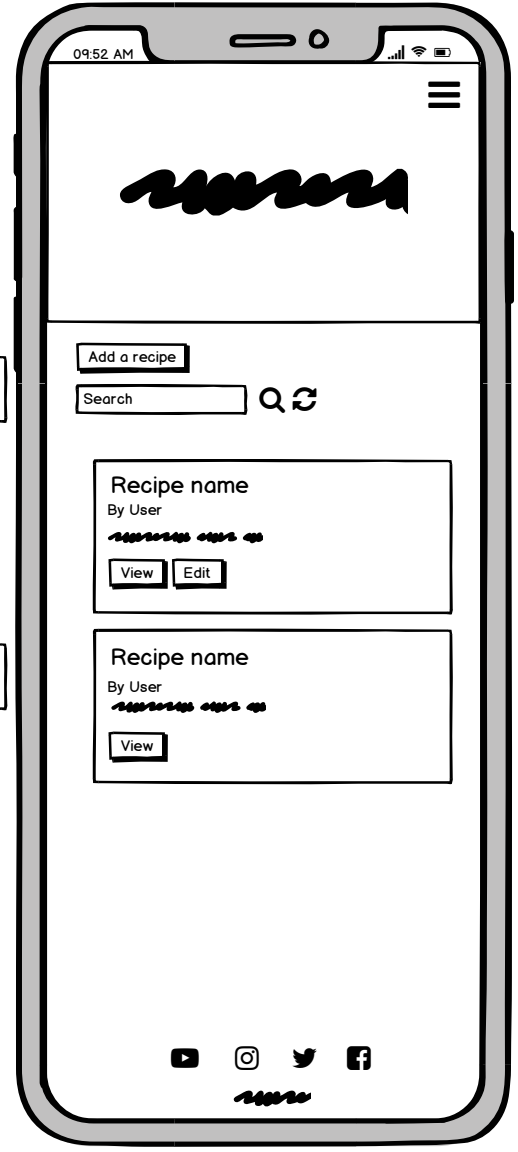 09:52 AM
Add a recipe
Search
Recipe name
By User
View Edit
Recipe name
By User
View